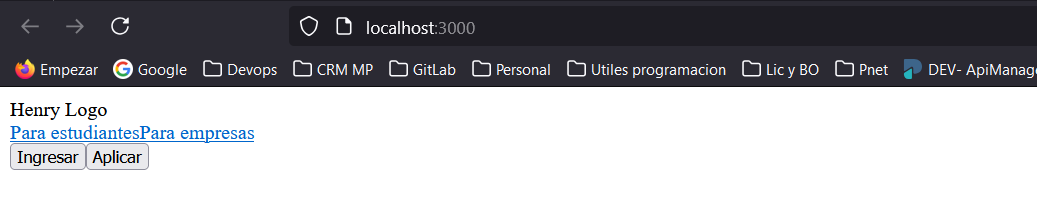 localhost:3000
Empezar Google Devops CRM MP GitLab Personal Utiles programacion Lic y BO Pnet DEV- ApiManag
Henry Logo
Para estudiantesPara empresas
Ingresar Aplicar